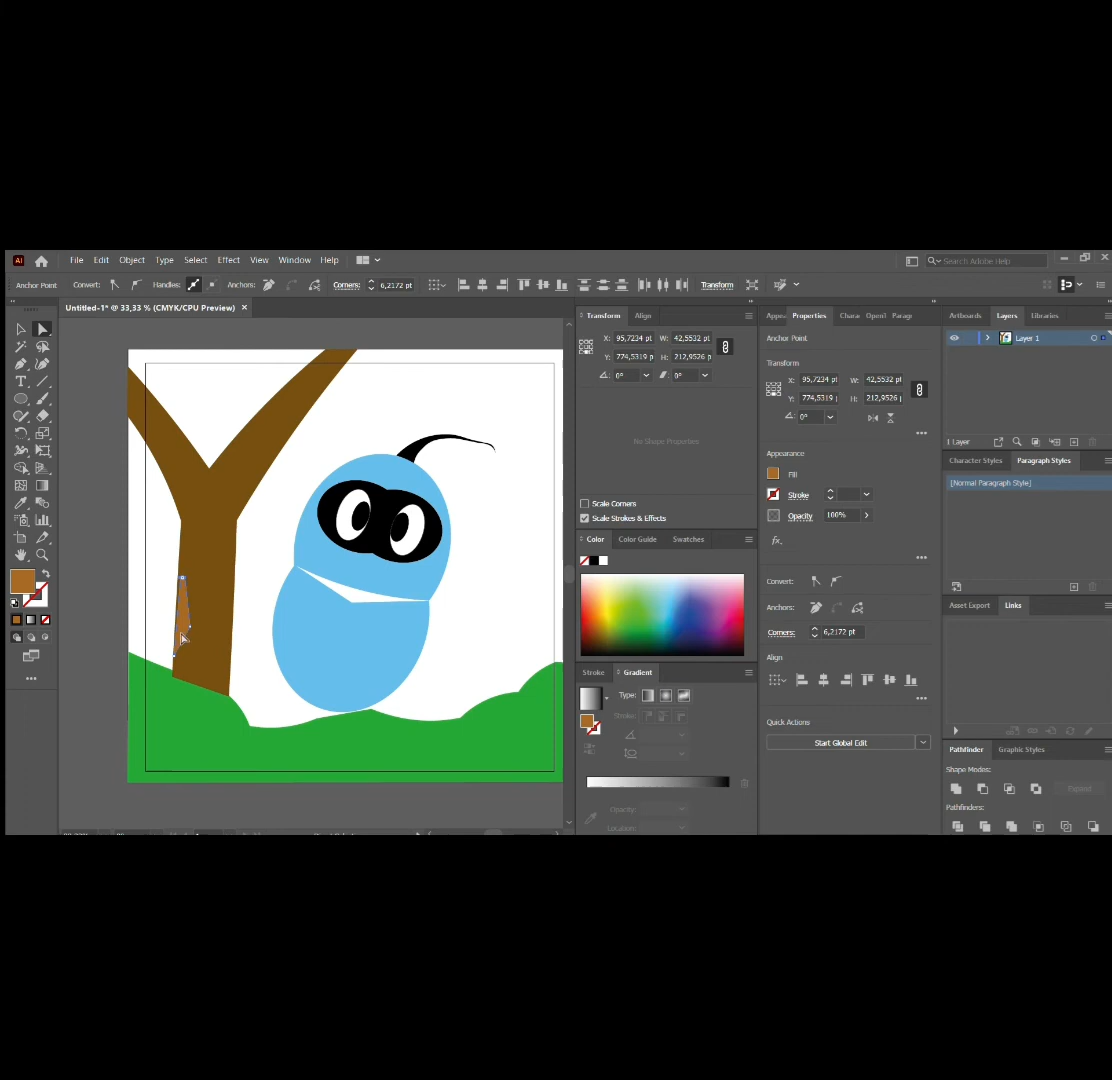 Ai File Edit Object Type Select Effect View Window Help Search Adobe Help
Anchor Point Convert: Handles: Anchors: Corners: 6,2172 pt Transform
Untitled-1* @ 33,33 % (CMYK/CPU Preview) ×
Transform Align
X: 95,7234 pt W: 42,5532 pt
Y: 774,5319 p H: 212,9526 p
0° 0°
No Shape Properties
Scale Corners
Scale Strokes & Effects
Color Color Guide Swatches
Stroke Gradient
Type:
Stroke:
Opacity:
Location:
Appea Properties Chara OpenT Parag
Anchor Point
Transform
X: 95,7234 pt W: 42,5532 pt
Y: 774,5319 H: 212,9526
0°
Appearance
Fill
Stroke
Opacity 100%
fx.
Convert:
Anchors:
Corners: 6,2172 pt
Align
Quick Actions
Start Global Edit
Artboards Layers Libraries
Layer 1
1 Layer
Character Styles Paragraph Styles
[Normal Paragraph Style]
Asset Export Links
Pathfinder Graphic Styles
Shape Modes:
Expand
Pathfinders: